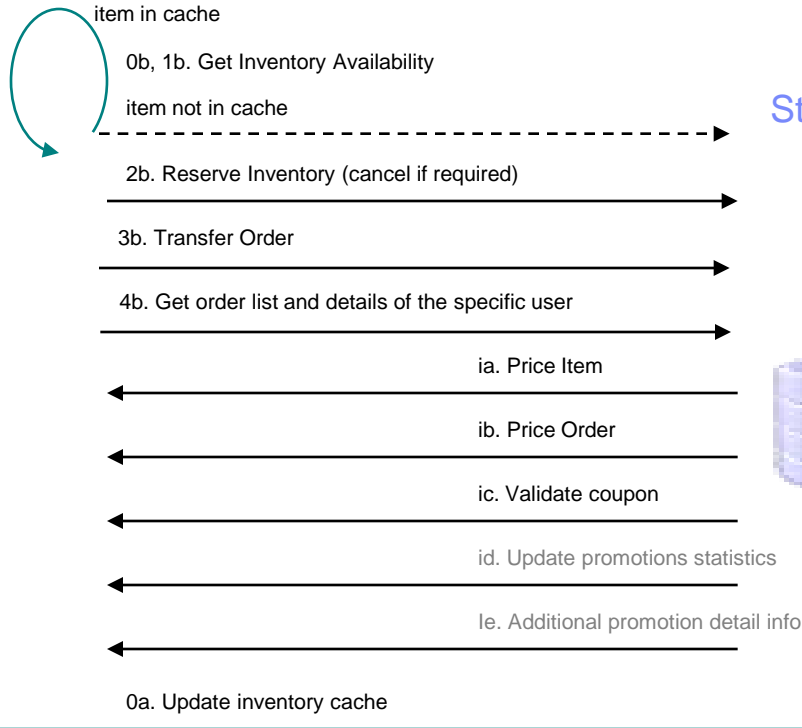 item in cache
0b, 1b. Get Inventory Availability
item not in cache
St
2b. Reserve Inventory (cancel if required)
3b. Transfer Order
4b. Get order list and details of the specific user
ia. Price Item
ib. Price Order
ic. Validate coupon
id. Update promotions statistics
Ie. Additional promotion detail info
0a. Update inventory cache